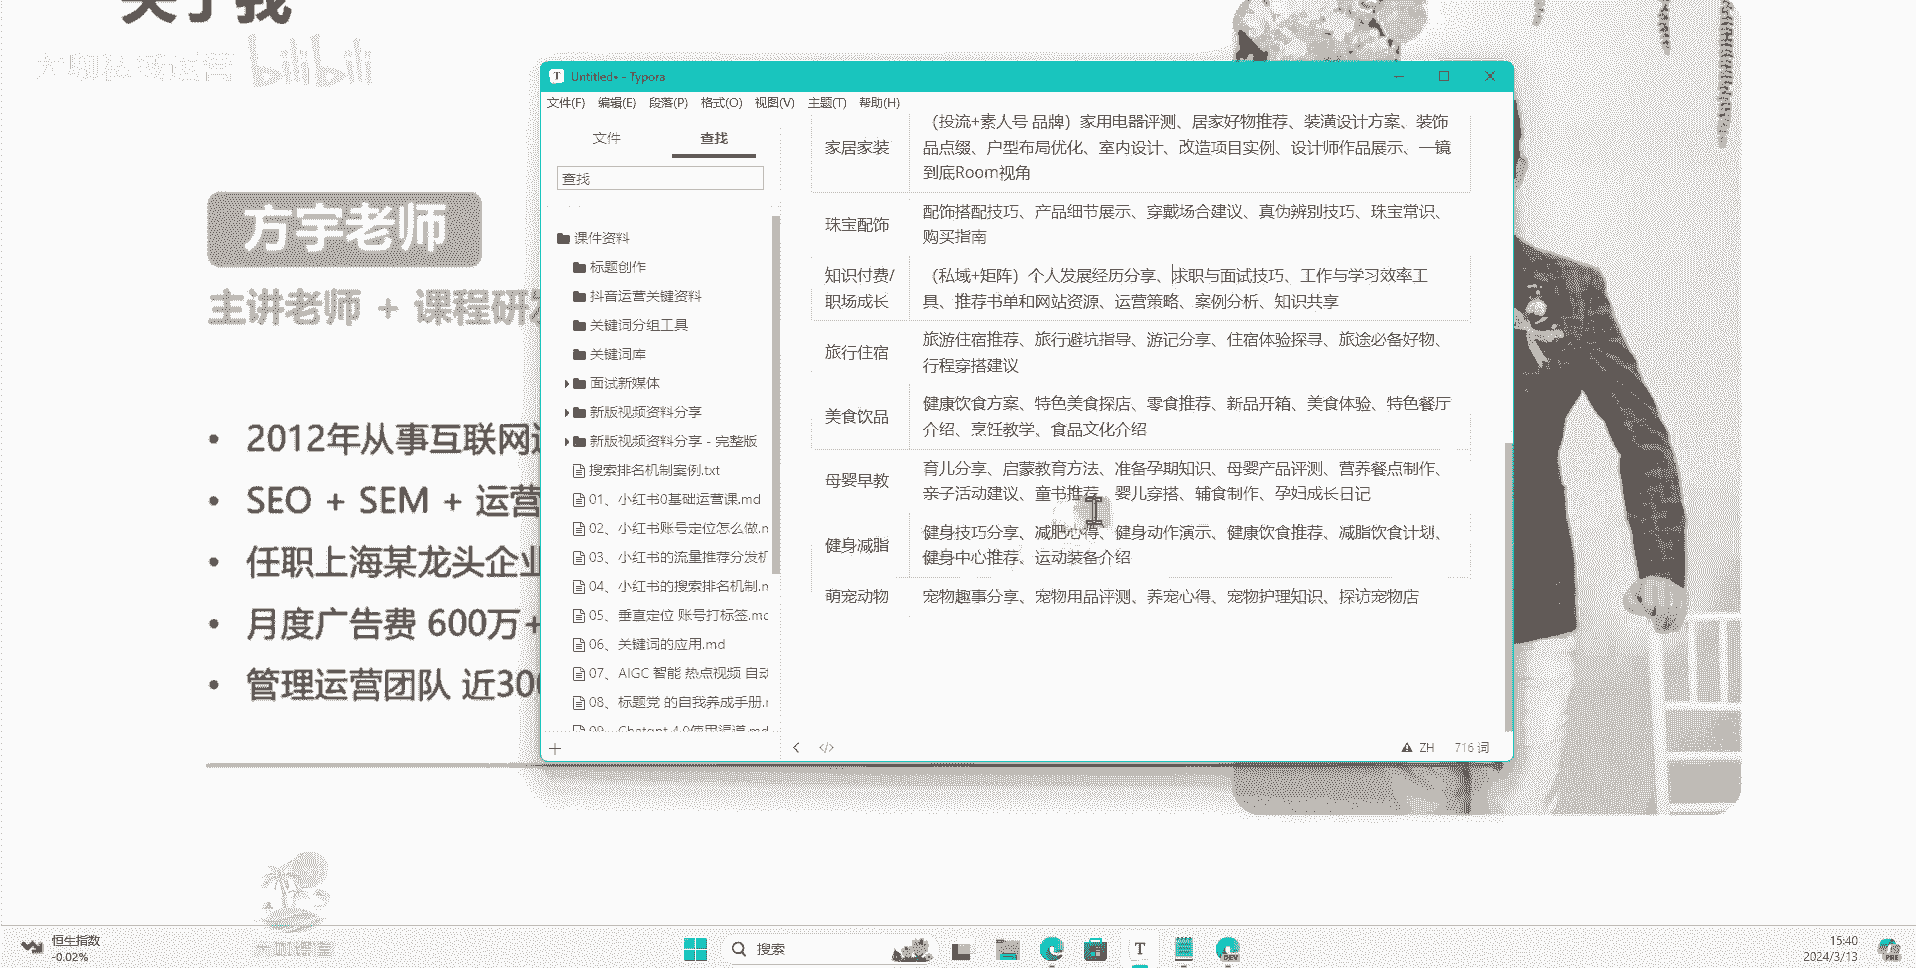 关于我
bilibili
方宇老师
主讲老师 + 课程研发
• 2012年从事互联网运
• SEO + SEM + 运营
• 任职上海某龙头企业
• 月度广告费 600万+
• 管理运营团队 近300
Untitled• - Typora
文件(F) 编辑(E) 段落(P) 格式(O) 视图(V) 主题(T) 帮助(H)
文件 查找
查找
课件资料
标题创作
抖音运营关键资料
关键词分组工具
关键词库
面试新媒体
新版视频资料分享
新版视频资料分享 - 完整版
搜索排名机制案例.txt
01、小红书0基础运营课.md
02、小红书账号定位怎么做.m
03、小红书的流量推荐分发机
04、小红书的搜索排名机制.m
05、垂直定位 账号打标签.md
06、关键词的应用.md
07、AIGC 智能 热点视频 自动
08、标题党 的自我养成手册.m
09、Chatgpt 4.0使用渠道.md
家居家装
（投流+素人号 品牌）家用电器评测、居家好物推荐、装潢设计方案、装饰
品点缀、户型布局优化、室内设计、改造项目实例、设计师作品展示、一镜
到底Room视角
珠宝配饰
配饰搭配技巧、产品细节展示、穿戴场合建议、真伪辨别技巧、珠宝常识、
购买指南
知识付费/
职场成长
（私域+矩阵）个人发展经历分享、求职与面试技巧、工作与学习效率工
具、推荐书单和网站资源、运营策略、案例分析、知识共享
旅行住宿
旅游住宿推荐、旅行避坑指导、游记分享、住宿体验探寻、旅途必备好物、
行程穿搭建议
美食饮品
健康饮食方案、特色美食探店、零食推荐、新品开箱、美食体验、特色餐厅
介绍、烹饪教学、食品文化介绍
母婴早教
育儿分享、启蒙教育方法、准备孕期知识、母婴产品评测、营养餐点制作、
亲子活动建议、童书推荐、婴儿穿搭、辅食制作、孕妇成长日记
健身减脂
健身技巧分享、减肥心得、健身动作演示、健康饮食推荐、减脂饮食计划、
健身中心推荐、运动装备介绍
萌宠动物
宠物趣事分享、宠物用品评测、养宠心得、宠物护理知识、探访宠物店
ZH 716 词
恒生指数
-0.02%
搜索
T
DEV
15:40
2024/3/13
PRE